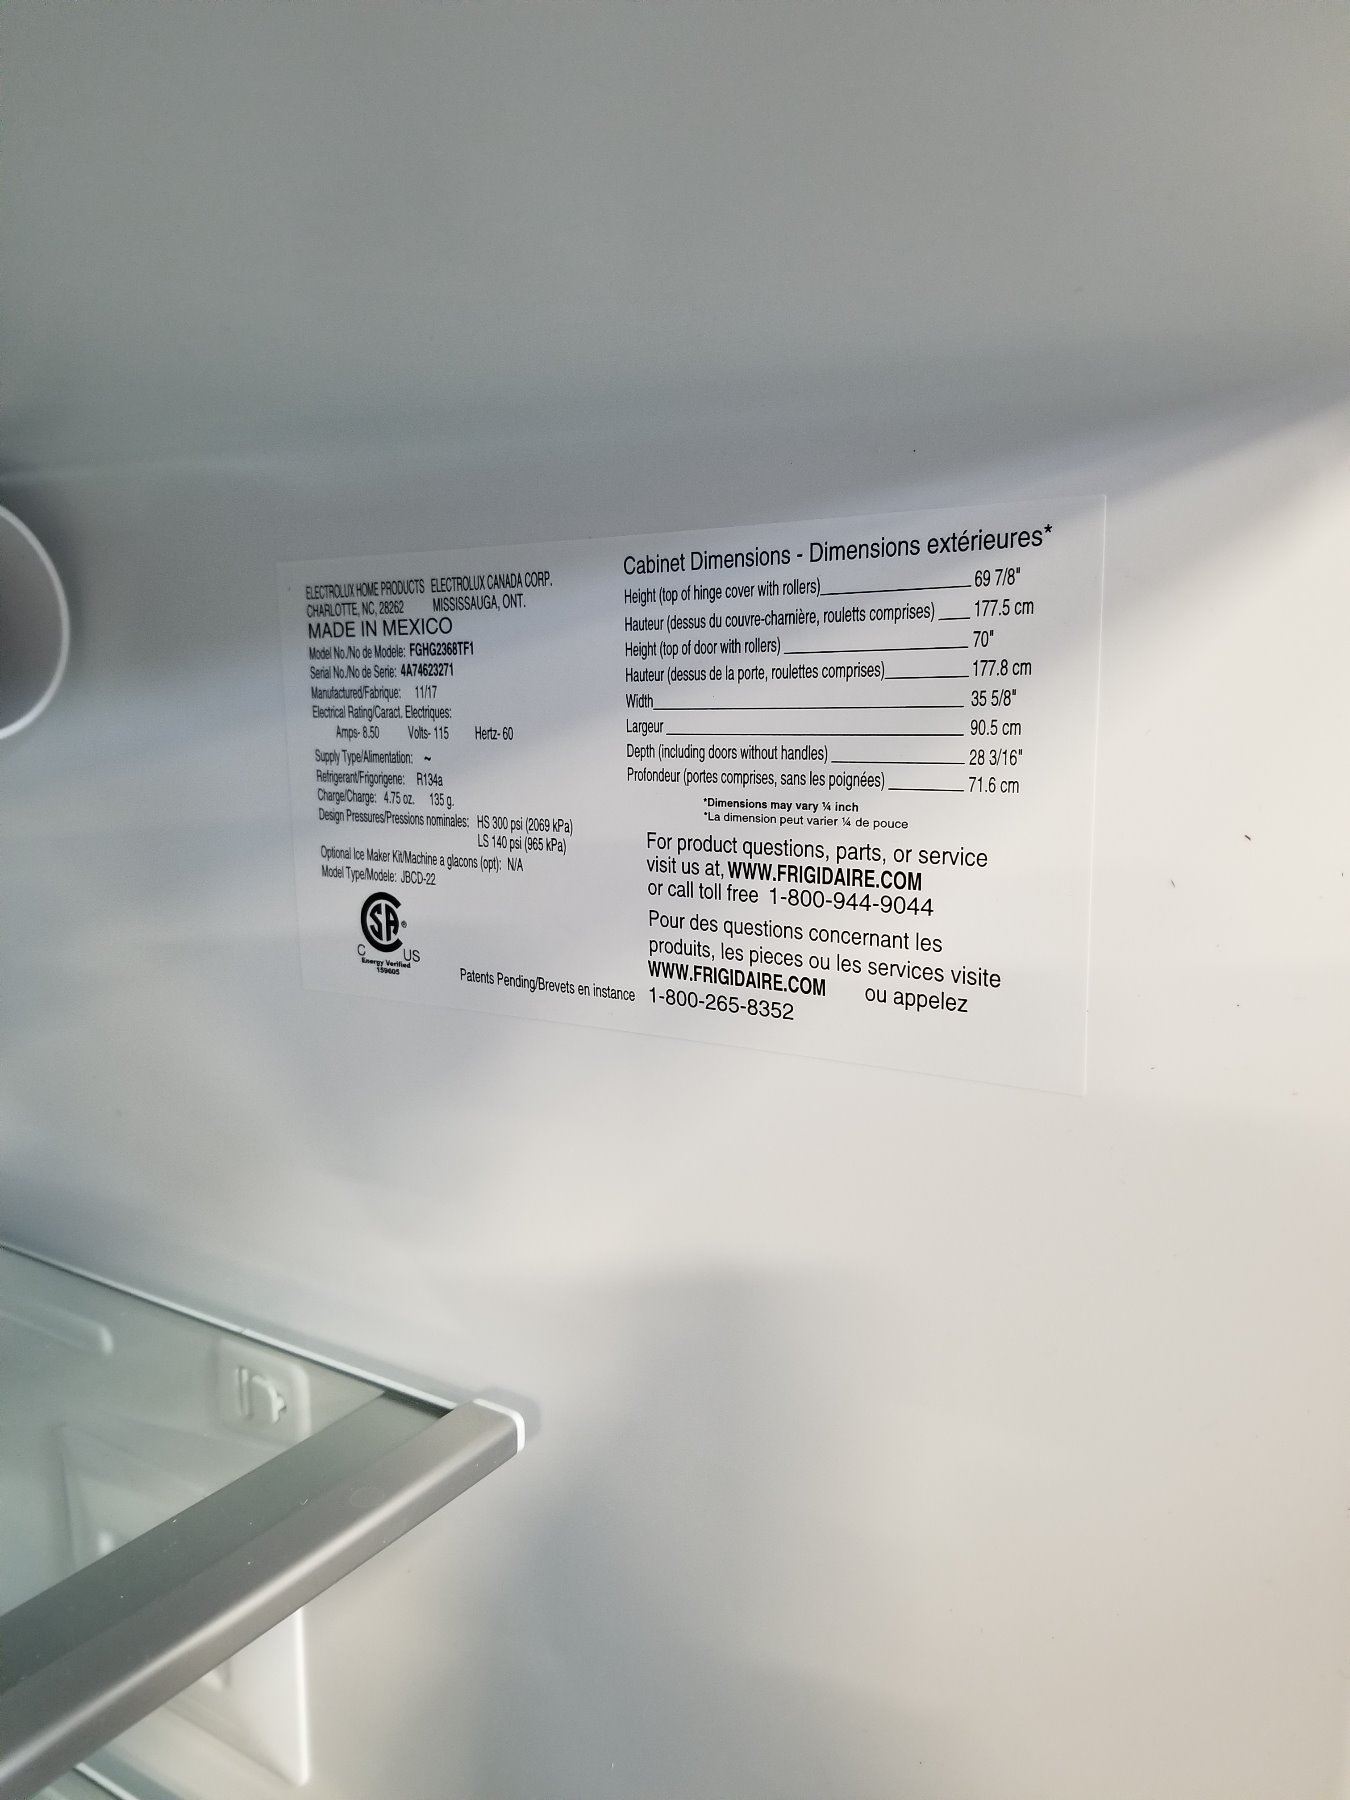 ELECTROLUX HOME PRODUCTS ELECTROLUX CANADA CORP.
CHARLOTTE, NC, 28262 MISSISSAUGA, ONT.
MADE IN MEXICO
Model No./No de Modele: FGHG2368TF1
Serial No./No de Serie: 4A74623271
Manufactured/Fabrique: 11/17
Electrical Rating/Caract. Electriques:
Amps- 8.50 Volts- 115 Hertz- 60
Supply Type/Alimentation: ~
Refrigerant/Frigorigene: R134a
Charge/Charge: 4.75 oz. 135 g.
Design Pressures/Pressions nominales: HS 300 psi (2069 kPa)
LS 140 psi (965 kPa)
Optional Ice Maker Kit/Machine a glacons (opt): N/A
Model Type/Modele: JBCD-22
SA®
C US
Energy Verified
159605
Patents Pending/Brevets en instance
Cabinet Dimensions - Dimensions extérieures*
Height (top of hinge cover with rollers) 69 7/8"
Hauteur (dessus du couvre-charnière, rouletts comprises) 177.5 cm
Height (top of door with rollers) 70"
Hauteur (dessus de la porte, roulettes comprises) 177.8 cm
Width 35 5/8"
Largeur 90.5 cm
Depth (including doors without handles) 28 3/16"
Profondeur (portes comprises, sans les poignées) 71.6 cm
*Dimensions may vary ¼ inch
*La dimension peut varier ¼ de pouce
For product questions, parts, or service
visit us at, WWW.FRIGIDAIRE.COM
or call toll free 1-800-944-9044
Pour des questions concernant les
produits, les pieces ou les services visite
WWW.FRIGIDAIRE.COM ou appelez
1-800-265-8352